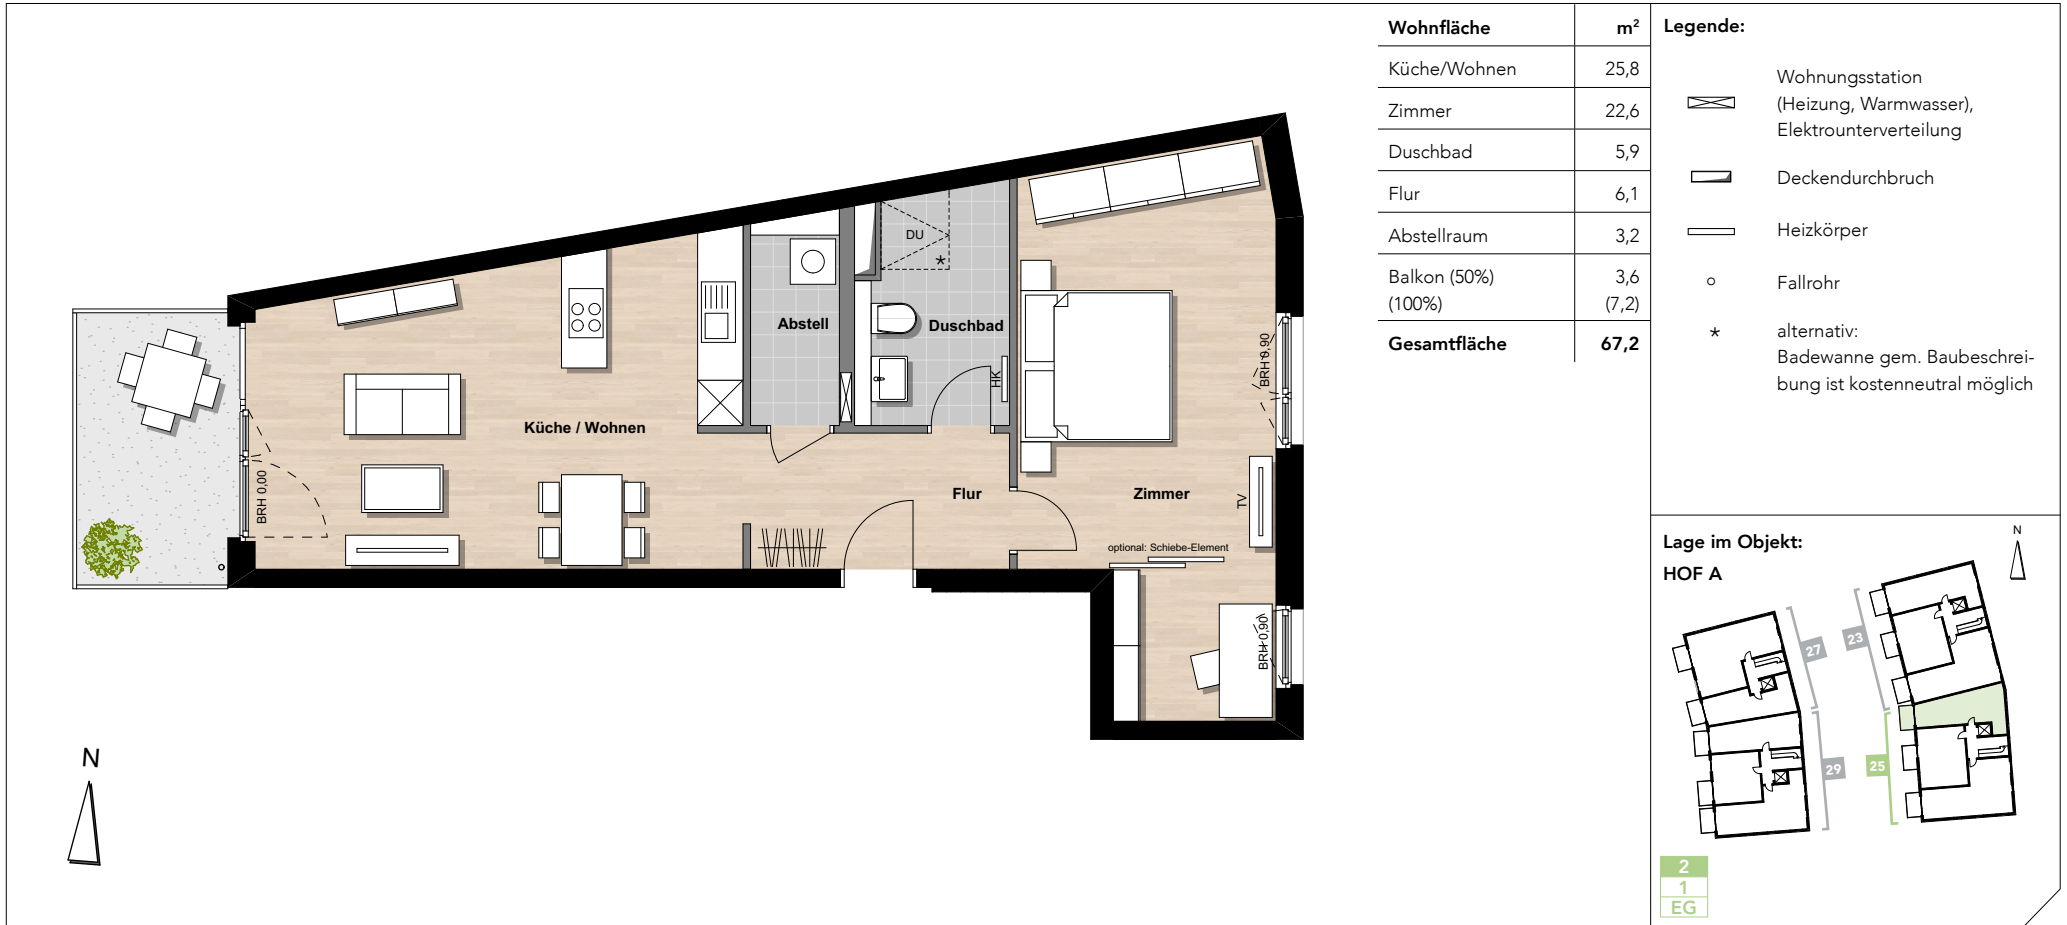 DU
*
Abstell
Duschbad
HK
Küche / Wohnen
BRH 0,00
BRH 0,90
Flur
Zimmer
TV
optional: Schiebe-Element
BRH 0,90
N
Wohnfläche m²
Küche/Wohnen 25,8
Zimmer 22,6
Duschbad 5,9
Flur 6,1
Abstellraum 3,2
Balkon (50%) 3,6
(100%) (7,2)
Gesamtfläche 67,2
Legende:
Wohnungsstation
(Heizung, Warmwasser),
Elektrounterverteilung
Deckendurchbruch
Heizkörper
Fallrohr
* alternativ:
Badewanne gem. Baubeschrei-
bung ist kostenneutral möglich
Lage im Objekt:
HOF A
N
27
23
29
25
2
1
EG